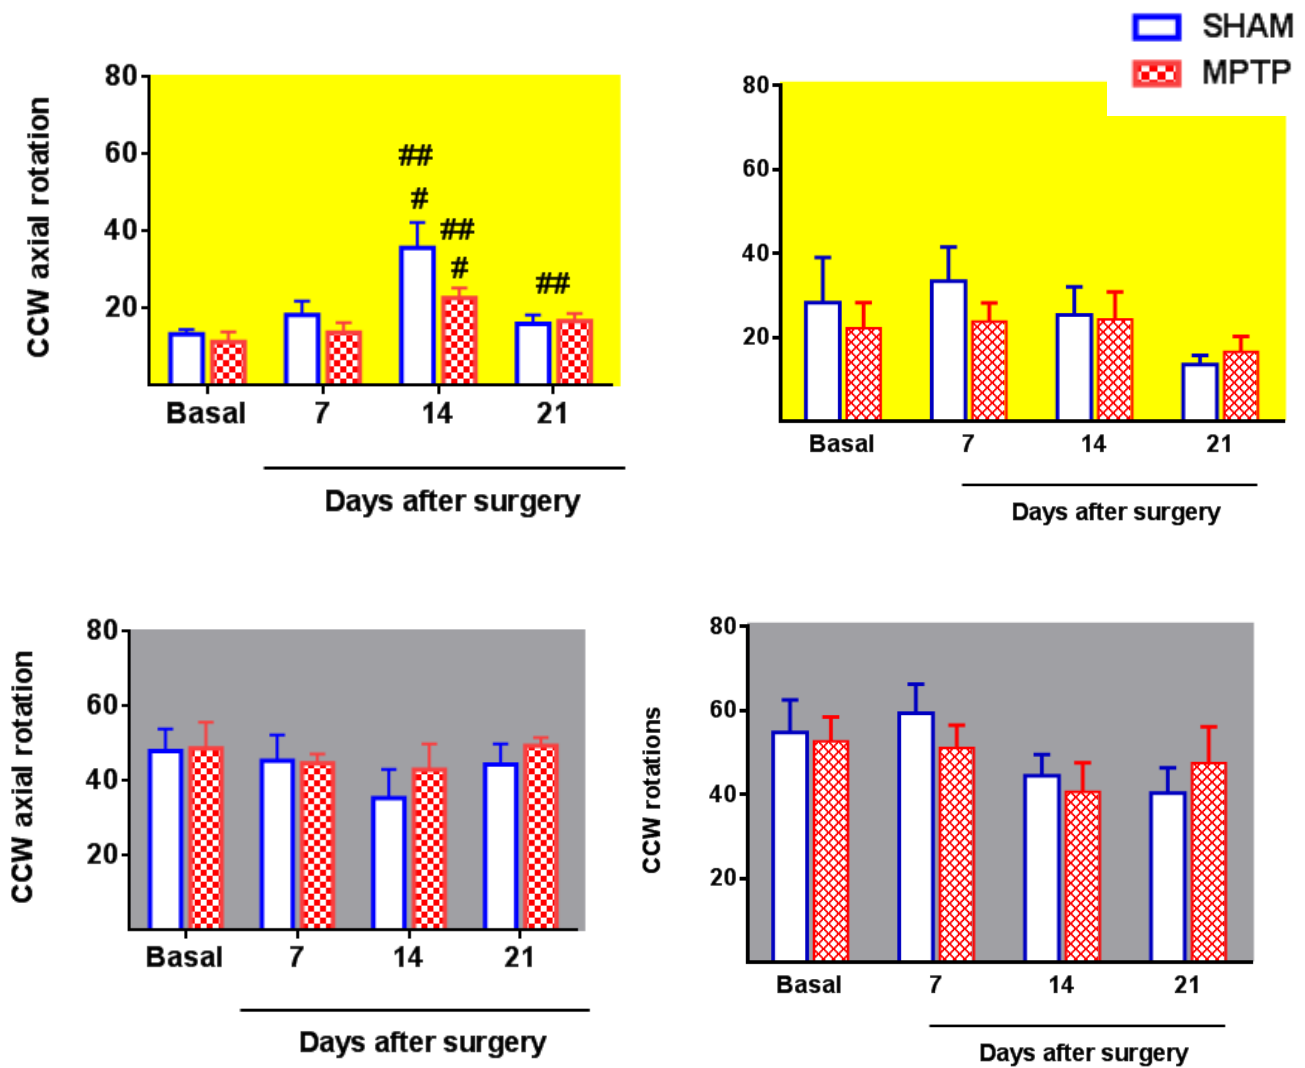 SHAM
MPTP
CCW axial rotation
80
60
40
20
##
#
##
#
##
Basal 7 14 21
Days after surgery
80
60
40
20
Basal 7 14 21
Days after surgery
CCW axial rotation
80
60
40
20
Basal 7 14 21
Days after surgery
CCW rotations
80
60
40
20
Basal 7 14 21
Days after surgery